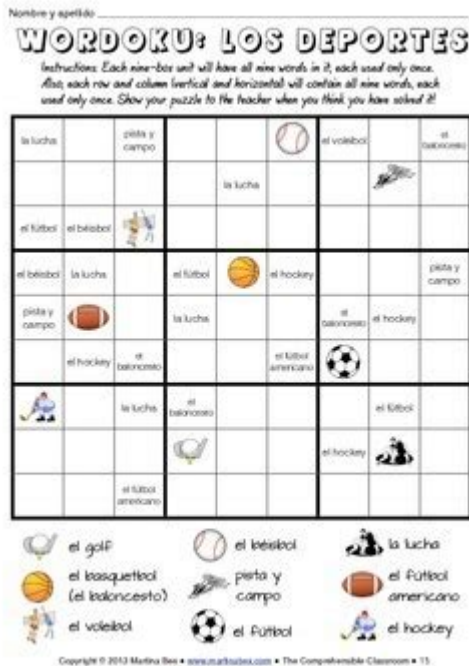 Nombre y apellido
WORDOKU: LOS DEPORTES
Instructions: Each nine-box unit will have all nine words in it, each used only once.
Also, each row and column (vertical and horizontal) will contain all nine words, each
used only once. Show your puzzle to the teacher when you think you have solved it!
la lucha pista y campo el voleibol el baloncesto
la lucha
el fútbol el béisbol
el béisbol la lucha el fútbol el hockey pista y campo
pista y campo la lucha el baloncesto el hockey
el hockey el baloncesto el fútbol americano
la lucha el baloncesto el fútbol
el hockey
el fútbol americano
el golf el béisbol la lucha
el basquetbol (el baloncesto) pista y campo el fútbol americano
el voleibol el fútbol el hockey
Copyright © 2013 Martina Bex • www.martinabex.com • The Comprehensible Classroom • 15